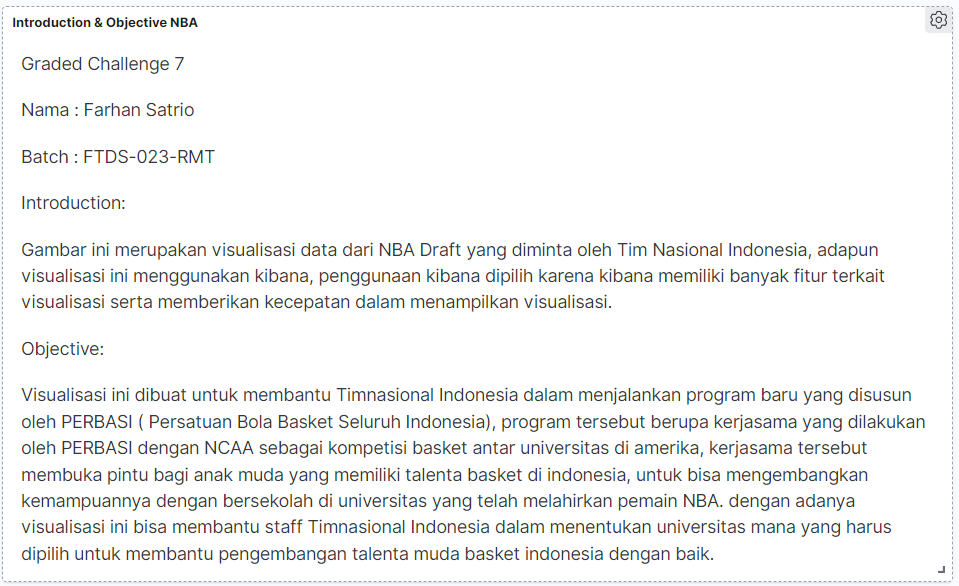 Introduction & Objective NBA
Graded Challenge 7
Nama : Farhan Satrio
Batch : FTDS-023-RMT
Introduction:
Gambar ini merupakan visualisasi data dari NBA Draft yang diminta oleh Tim Nasional Indonesia, adapun
visualisasi ini menggunakan kibana, penggunaan kibana dipilih karena kibana memiliki banyak fitur terkait
visualisasi serta memberikan kecepatan dalam menampilkan visualisasi.
Objective:
Visualisasi ini dibuat untuk membantu Timnasional Indonesia dalam menjalankan program baru yang disusun
oleh PERBASI ( Persatuan Bola Basket Seluruh Indonesia), program tersebut berupa kerjasama yang dilakukan
oleh PERBASI dengan NCAA sebagai kompetisi basket antar universitas di amerika, kerjasama tersebut
membuka pintu bagi anak muda yang memiliki talenta basket di indonesia, untuk bisa mengembangkan
kemampuannya dengan bersekolah di universitas yang telah melahirkan pemain NBA. dengan adanya
visualisasi ini bisa membantu staff Timnasional Indonesia dalam menentukan universitas mana yang harus
dipilih untuk membantu pengembangan talenta muda basket indonesia dengan baik.